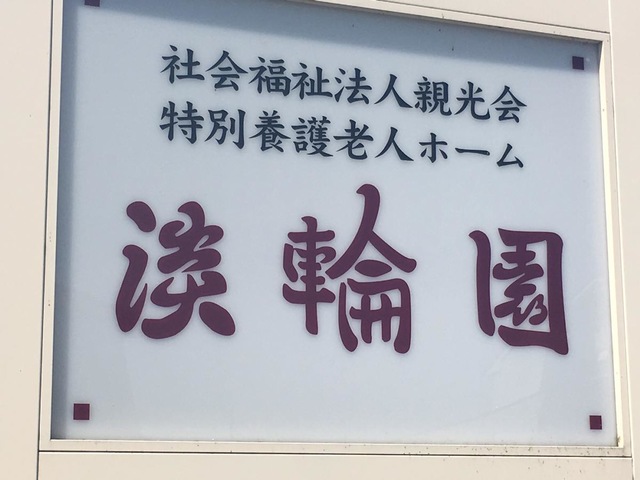 社会福祉法人親光会
特別養護老人ホーム
淡輪園